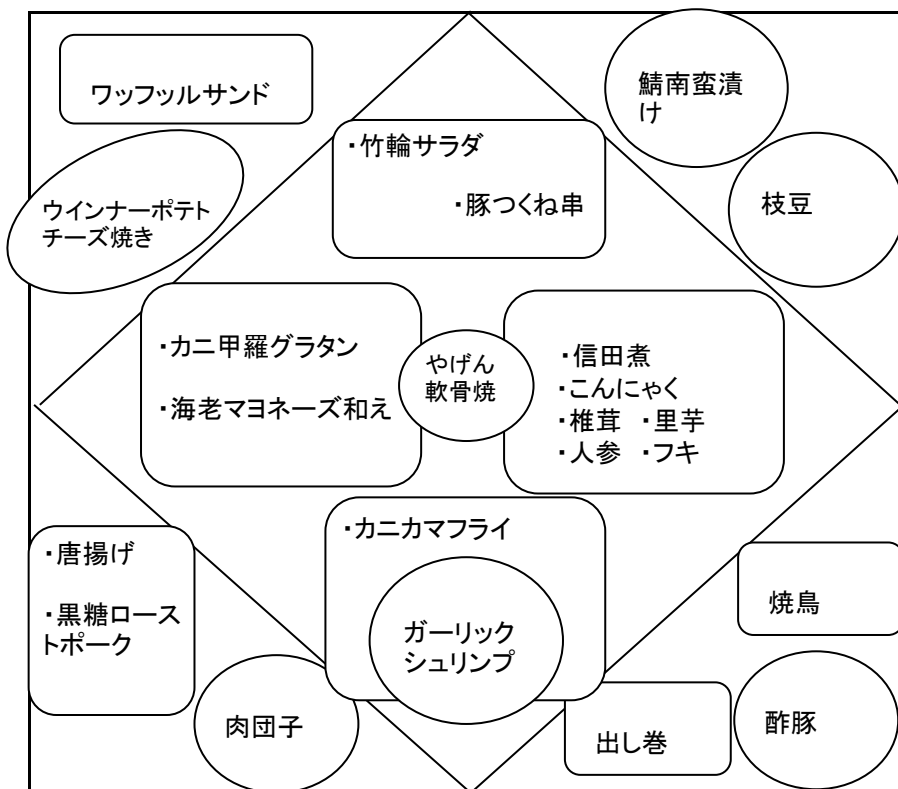 ワッフッルサンド
鯖南蛮漬
け
・竹輪サラダ
・豚つくね串
枝豆
ウインナーポテト
チーズ焼き
・カニ甲羅グラタン
・海老マヨネーズ和え
やげん
軟骨焼
・信田煮
・こんにゃく
・椎茸 ・里芋
・人参 ・フキ
・カニカマフライ
ガーリック
シュリンプ
・唐揚げ
・黒糖ロース
トポーク
焼鳥
肉団子
出し巻
酢豚